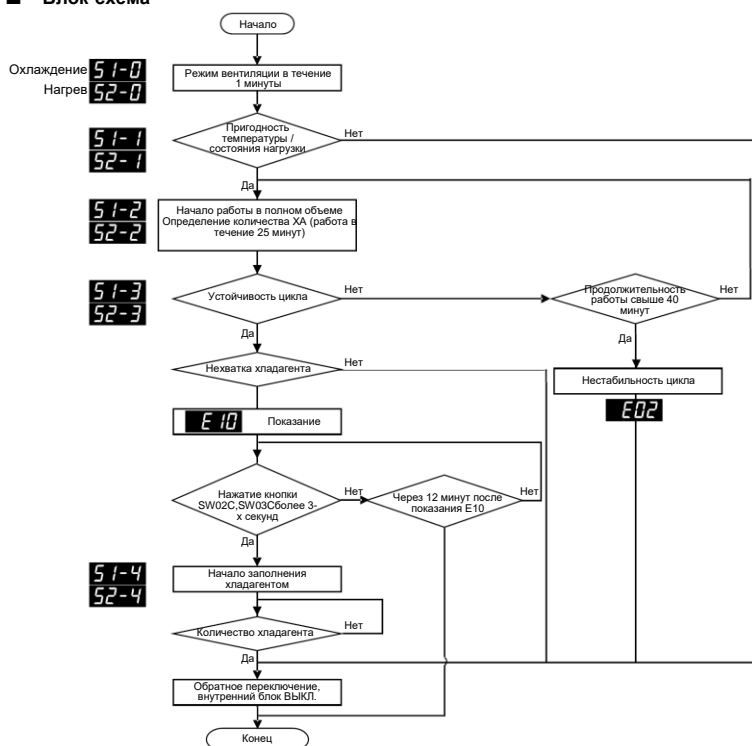 Блок-схема
Начало
Охлаждение S1-0
Нагрев S2-0
Режим вентиляции в течение
1 минуты
S1-1
S2-1
Пригодность
температуры /
состояния нагрузки
Нет
Да
S1-2
S2-2
Начало работы в полном объеме
Определение количества ХА (работа в
течение 25 минут)
S1-3
S2-3
Устойчивость цикла
Нет
Продолжительность
работы свыше 40
минут
Нет
Да
Да
Нехватка хладагента
Нет
Нестабильность цикла
E02
E10 Показание
Нажатие кнопки
SW02C,SW03Cболее 3-
х секунд
Нет
Через 12 минут после
показания E10
Нет
Да
S1-4
S2-4
Начало заполнения
хладагентом
Количество хладагента
Нет
Да
Обратное переключение,
внутренний блок ВЫКЛ.
Конец